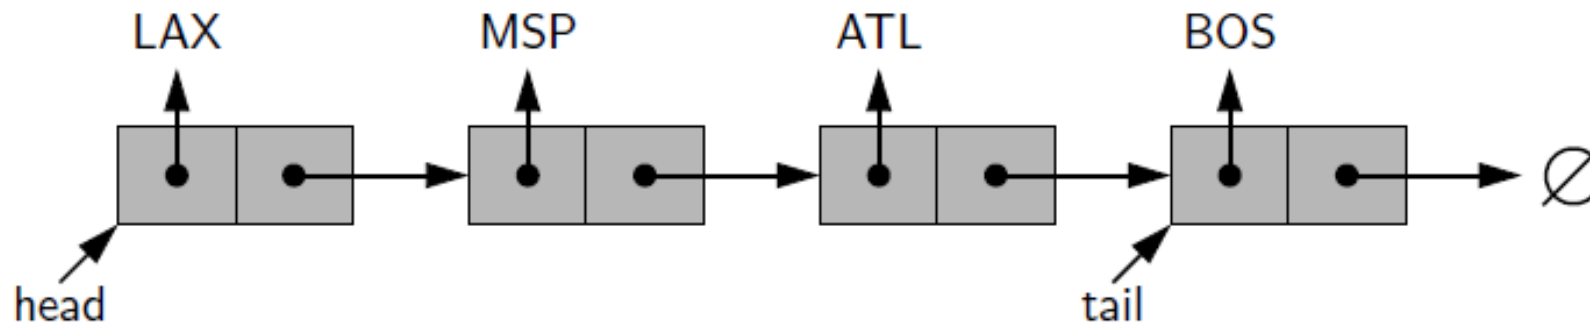 LAX MSP ATL BOS
∅
head tail